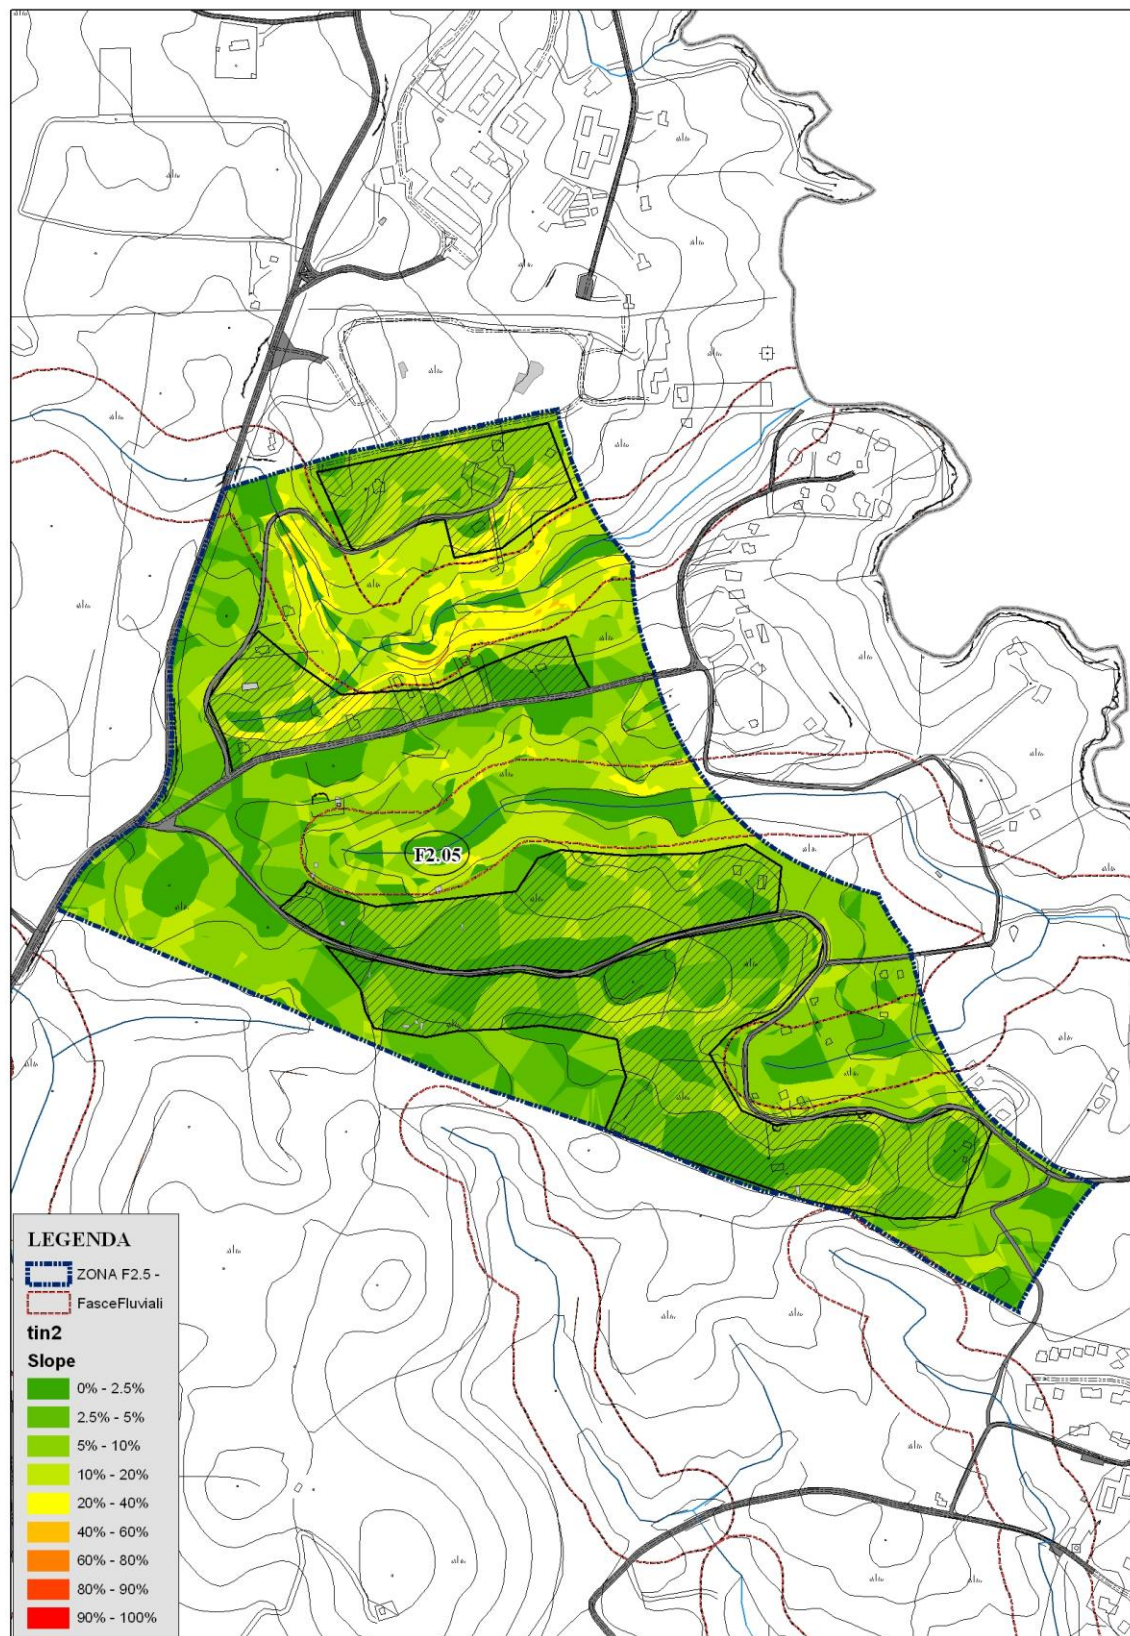 F2.05
LEGENDA
ZONA F2.5 -
FasceFluviali
tin2
Slope
0% - 2.5%
2.5% - 5%
5% - 10%
10% - 20%
20% - 40%
40% - 60%
60% - 80%
80% - 90%
90% - 100%